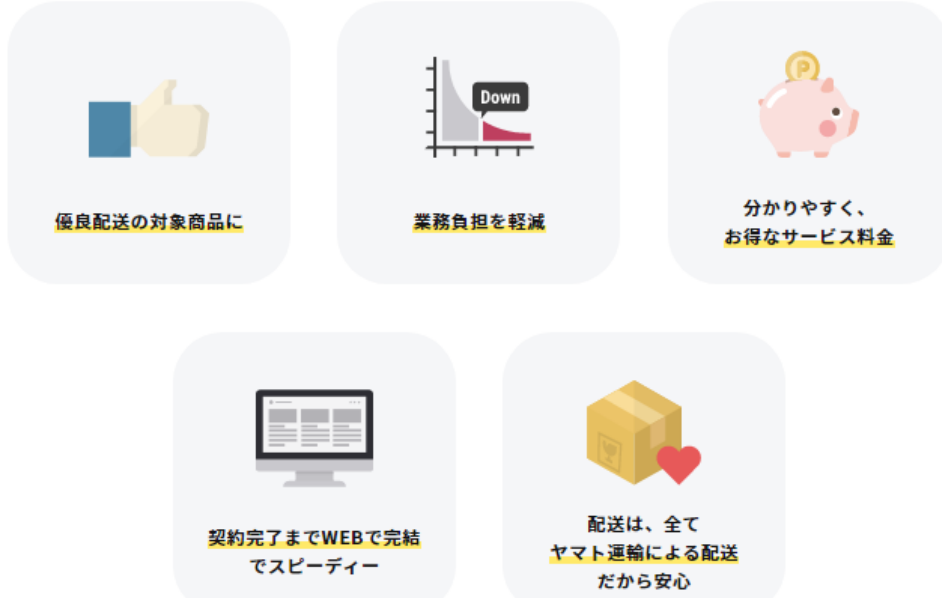 Down
P
優良配送の対象商品に
業務負担を軽減
分かりやすく、
お得なサービス料金
契約完了までWEBで完結
でスピーディー
配送は、全て
ヤマト運輸による配送
だから安心